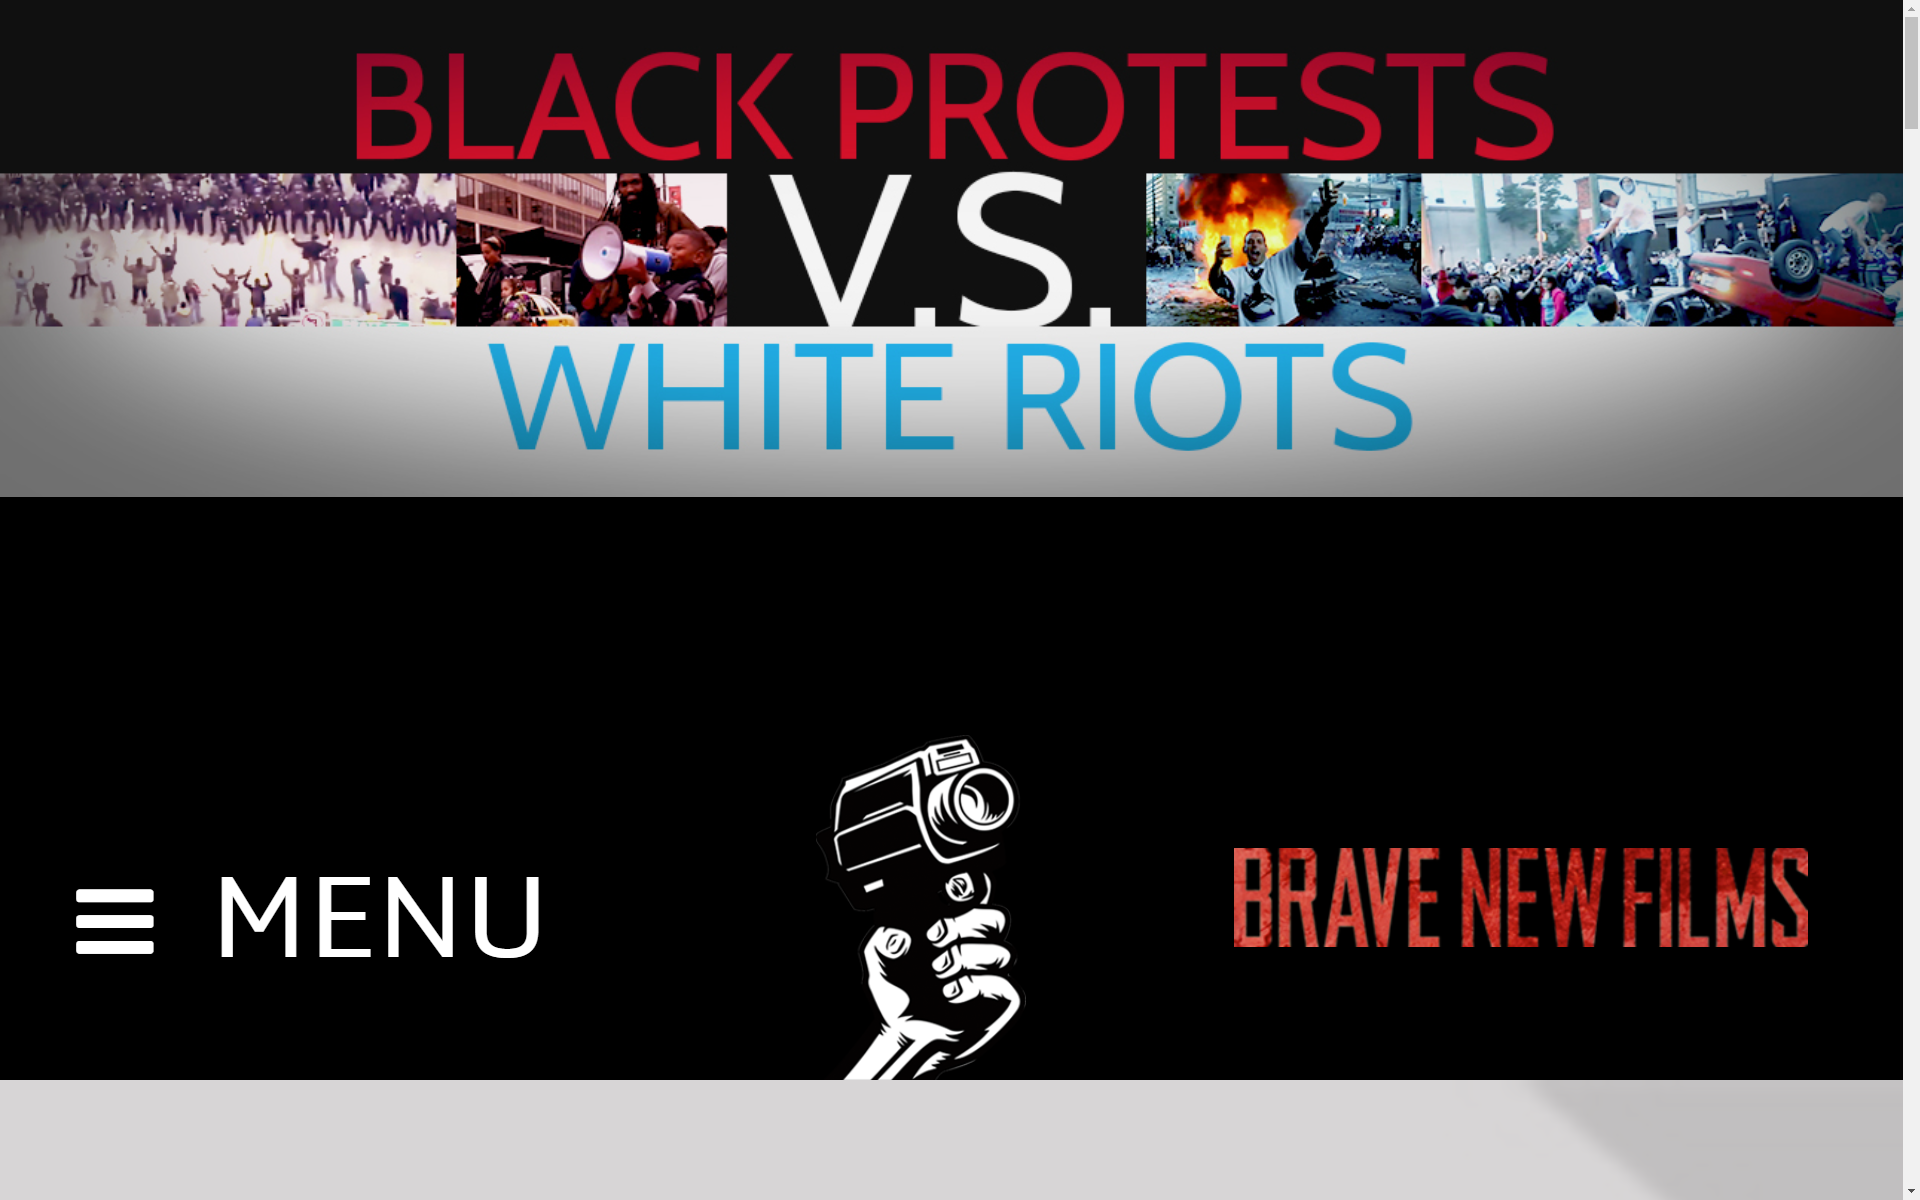 BLACK PROTESTS
V.S.
WHITE RIOTS
MENU
BRAVE NEW FILMS